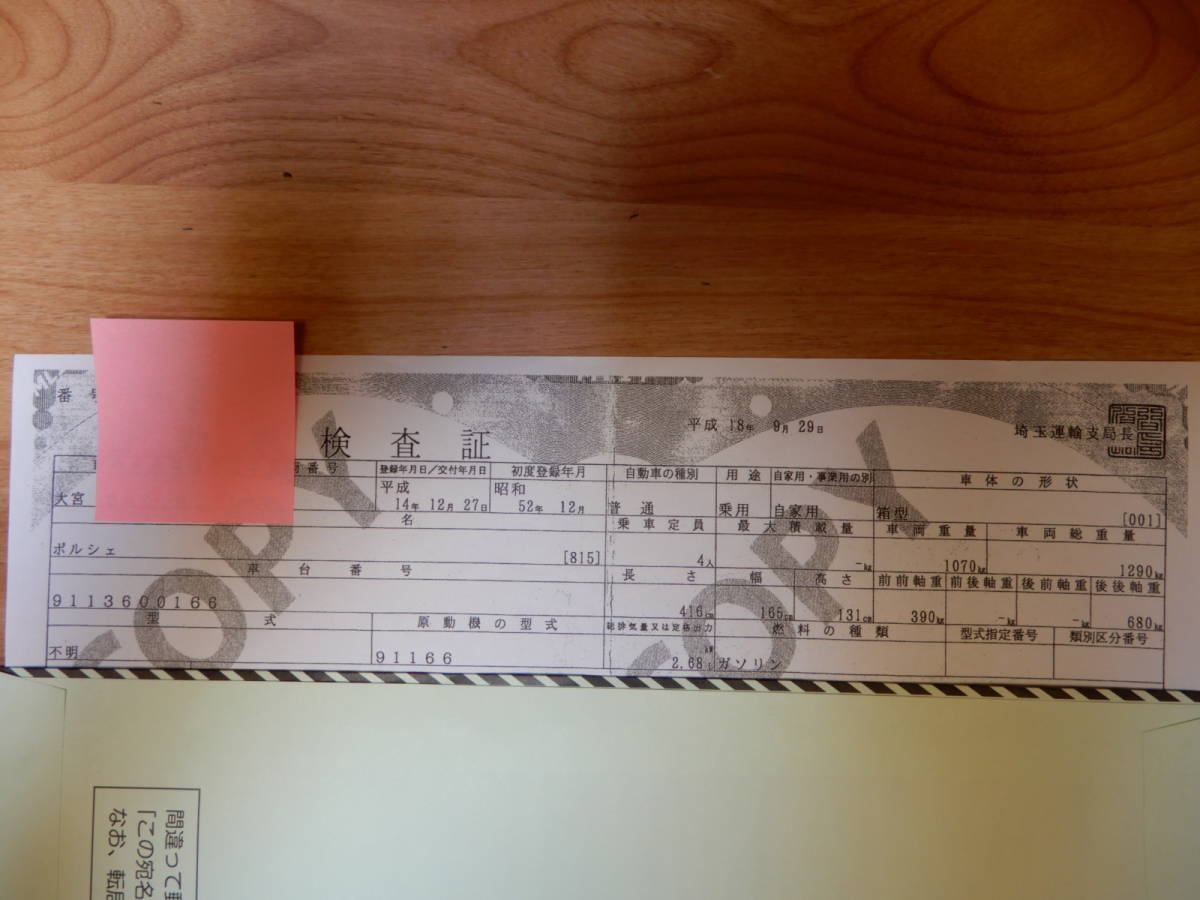 番号
検査証
平成 18年 9月 29日
埼玉運輸支局長
番号 登録年月日/交付年月日 初度登録年月 自動車の種別 用途 自家用・事業用の別 車体の形状
大宮 平成 14年 12月 27日 昭和 52年 12月 普通 乗用 自家用 箱型 [001]
名 乗車定員 最大積載量 車両重量 車両総重量
ポルシェ [815] 4人 -kg 1070kg 1290kg
車台番号 長さ 幅 高さ 前前軸重 前後軸重 後前軸重 後後軸重
9113600166 416cm 165cm 131cm 390kg -kg -kg 680kg
型式 原動機の型式 総排気量又は定格出力 燃料の種類 型式指定番号 類別区分番号
不明 91166 kW 2.68l ガソリン
COPY
COPY
間違って
「この宛名
なお、転居